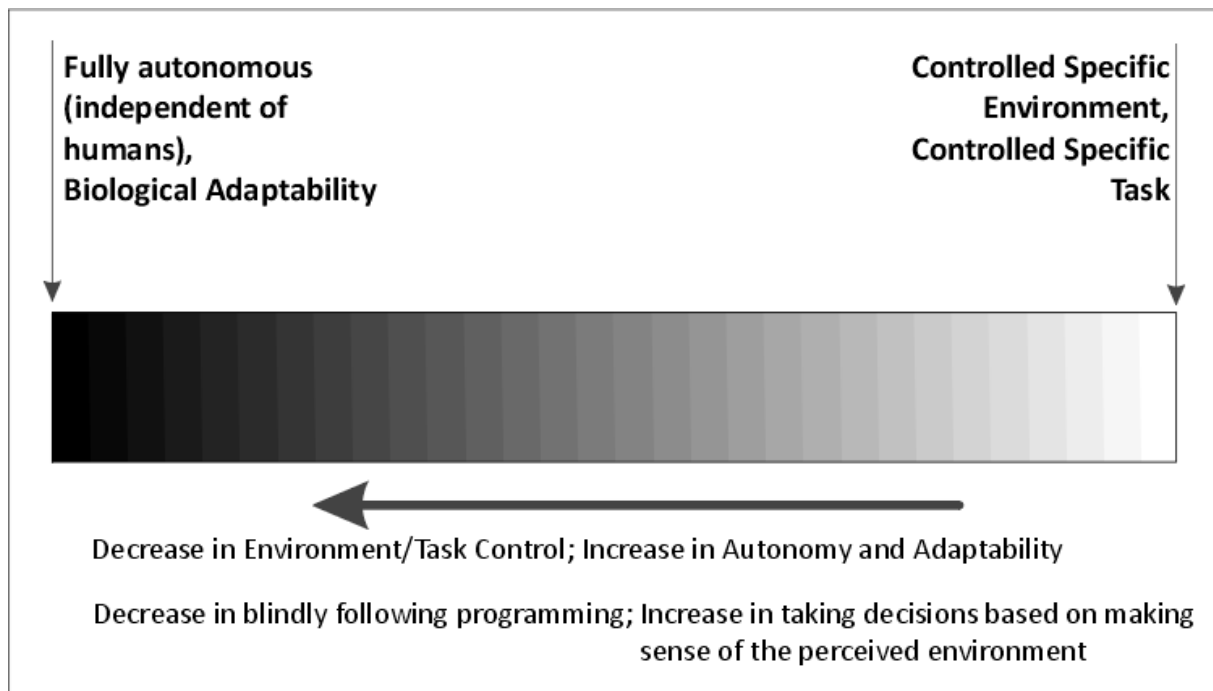 Fully autonomous
(independent of
humans),
Biological Adaptability
Controlled Specific
Environment,
Controlled Specific
Task
Decrease in Environment/Task Control; Increase in Autonomy and Adaptability
Decrease in blindly following programming; Increase in taking decisions based on making
sense of the perceived environment